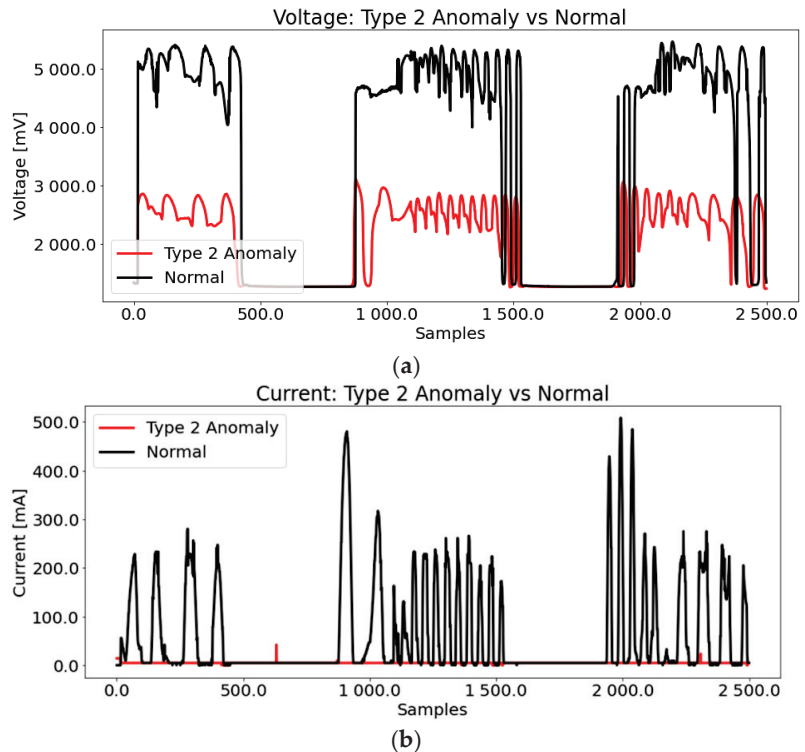 Voltage: Type 2 Anomaly vs Normal
Voltage [mV]
5 000.0
4 000.0
3 000.0
2 000.0
Type 2 Anomaly
Normal
0.0 500.0 1 000.0 1 500.0 2 000.0 2 500.0
Samples
(a)
Current: Type 2 Anomaly vs Normal
Current [mA]
500.0
400.0
300.0
200.0
100.0
0.0
Type 2 Anomaly
Normal
0.0 500.0 1 000.0 1 500.0 2 000.0 2 500.0
Samples
(b)